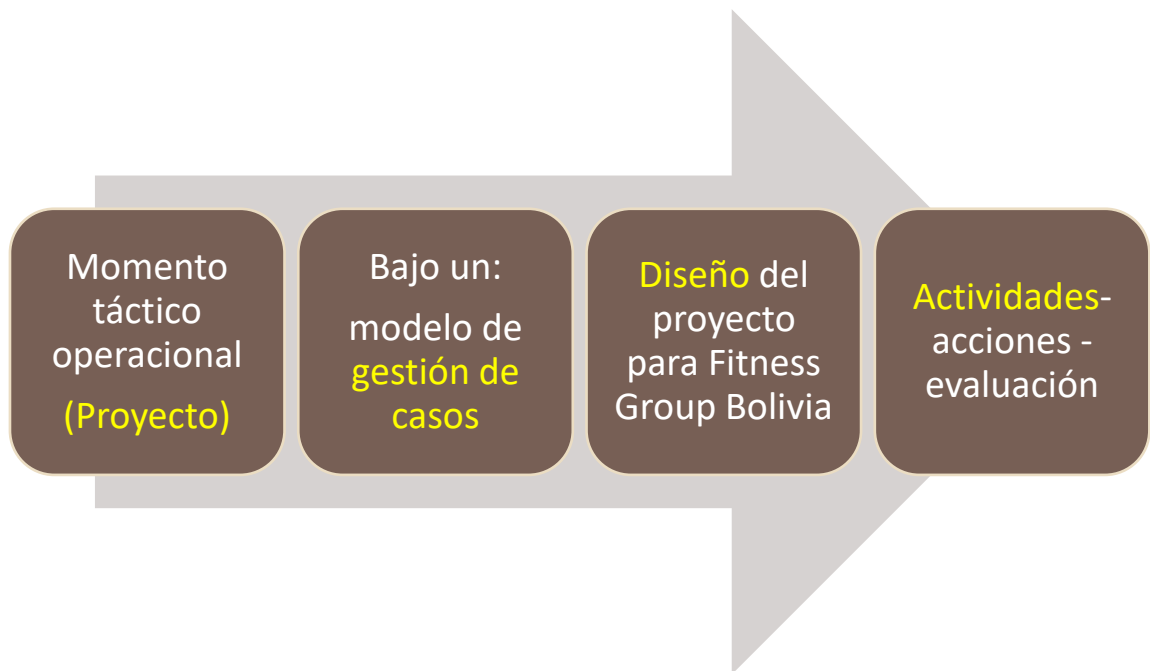 Momento
táctico
operacional
(Proyecto)
Bajo un:
modelo de
gestión de
casos
Diseño del
proyecto
para Fitness
Group Bolivia
Actividades-
acciones -
evaluación